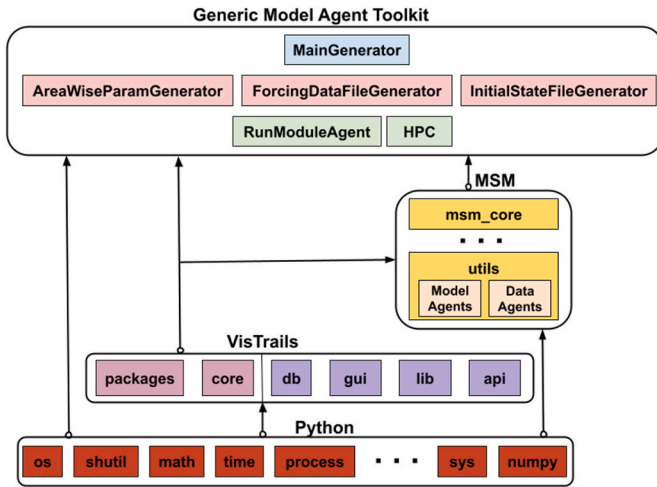 Generic Model Agent Toolkit
MainGenerator
AreaWiseParamGenerator ForcingDataFileGenerator InitialStateFileGenerator
RunModuleAgent HPC
MSM
msm_core
. . .
utils
Model Data
Agents Agents
VisTrails
packages core db gui lib api
Python
os shutil math time process . . . sys numpy